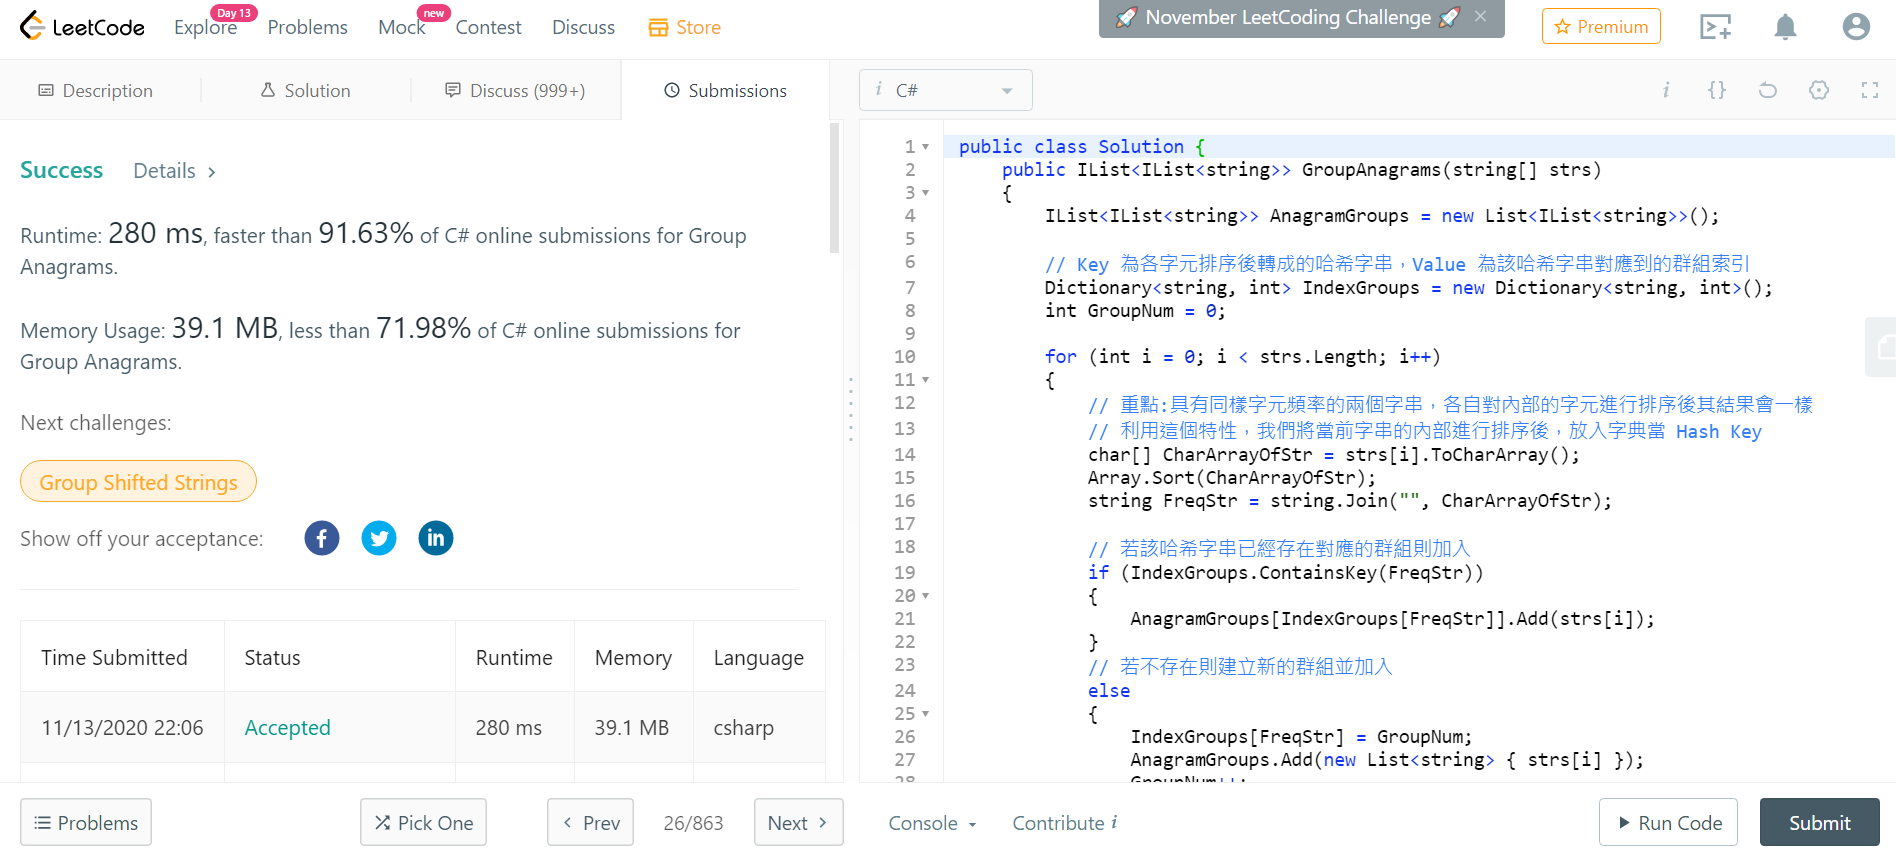 LeetCode Explore Day 13 Problems Mock new Contest Discuss Store 🚀 November LeetCoding Challenge 🚀 × Premium
Description Solution Discuss (999+) Submissions
i C#
i {}
Success Details >
Runtime: 280 ms, faster than 91.63% of C# online submissions for Group
Anagrams.
Memory Usage: 39.1 MB, less than 71.98% of C# online submissions for
Group Anagrams.
Next challenges:
Group Shifted Strings
Show off your acceptance:
Time Submitted Status Runtime Memory Language
11/13/2020 22:06 Accepted 280 ms 39.1 MB csharp
1 public class Solution {
2 public IList<IList<string>> GroupAnagrams(string[] strs)
3 {
4 IList<IList<string>> AnagramGroups = new List<IList<string>>();
5
6 // Key 為各字元排序後轉成的哈希字串，Value 為該哈希字串對應到的群組索引
7 Dictionary<string, int> IndexGroups = new Dictionary<string, int>();
8 int GroupNum = 0;
9
10 for (int i = 0; i < strs.Length; i++)
11 {
12 // 重點:具有同樣字元頻率的兩個字串，各自對內部的字元進行排序後其結果會一樣
13 // 利用這個特性，我們將當前字串的內部進行排序後，放入字典當 Hash Key
14 char[] CharArrayOfStr = strs[i].ToCharArray();
15 Array.Sort(CharArrayOfStr);
16 string FreqStr = string.Join("", CharArrayOfStr);
17
18 // 若該哈希字串已經存在對應的群組則加入
19 if (IndexGroups.ContainsKey(FreqStr))
20 {
21 AnagramGroups[IndexGroups[FreqStr]].Add(strs[i]);
22 }
23 // 若不存在則建立新的群組並加入
24 else
25 {
26 IndexGroups[FreqStr] = GroupNum;
27 AnagramGroups.Add(new List<string> { strs[i] });
28 GroupNum++;
Problems Pick One < Prev 26/863 Next > Console Contribute i Run Code Submit